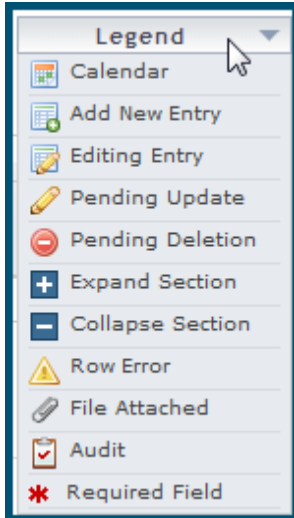 Legend
Calendar
Add New Entry
Editing Entry
Pending Update
Pending Deletion
Expand Section
Collapse Section
Row Error
File Attached
Audit
Required Field